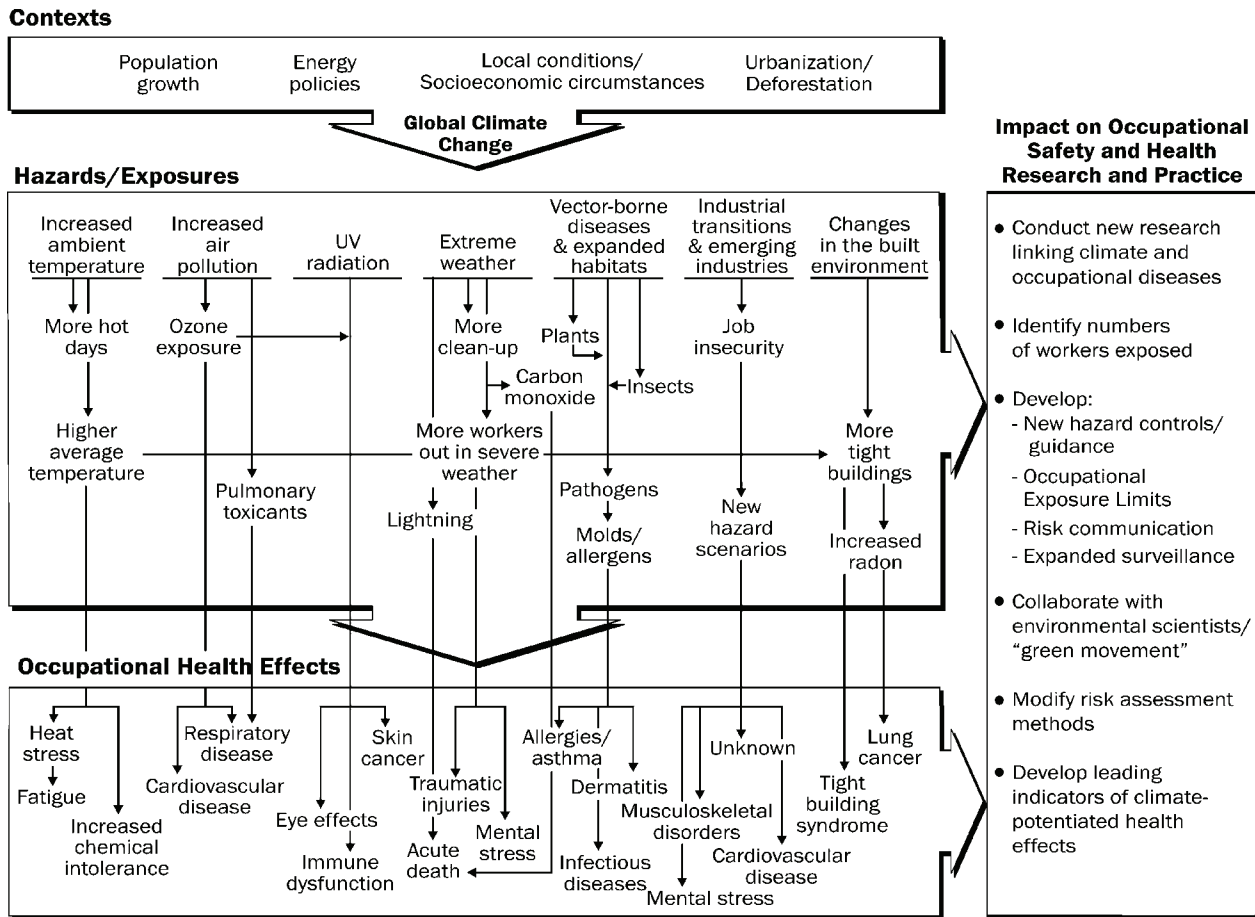 Contexts
Population
growth
Energy
policies
Local conditions/
Socioeconomic circumstances
Urbanization/
Deforestation
Global Climate
Change
Hazards/Exposures
Increased
ambient
temperature
Increased
air
pollution
UV
radiation
Extreme
weather
Vector-borne
diseases
& expanded
habitats
Industrial
transitions
& emerging
industries
Changes
in the built
environment
More hot
days
Ozone
exposure
More
clean-up
Plants
Job
insecurity
Carbon
monoxide
Insects
Higher
average
temperature
More workers
out in severe
weather
More
tight
buildings
Pulmonary
toxicants
Lightning
Pathogens
Molds/
allergens
New
hazard
scenarios
Increased
radon
Occupational Health Effects
Heat
stress
Fatigue
Increased
chemical
intolerance
Respiratory
disease
Cardiovascular
disease
Skin
cancer
Eye effects
Immune
dysfunction
Traumatic
injuries
Acute
death
Mental
stress
Allergies/
asthma
Dermatitis
Infectious
diseases
Unknown
Musculoskeletal
disorders
Mental stress
Cardiovascular
disease
Tight
building
syndrome
Lung
cancer
Impact on Occupational
Safety and Health
Research and Practice
• Conduct new research
linking climate and
occupational diseases
• Identify numbers
of workers exposed
• Develop:
- New hazard controls/
guidance
- Occupational
Exposure Limits
- Risk communication
- Expanded surveillance
• Collaborate with
environmental scientists/
“green movement”
• Modify risk assessment
methods
• Develop leading
indicators of climate-
potentiated health
effects